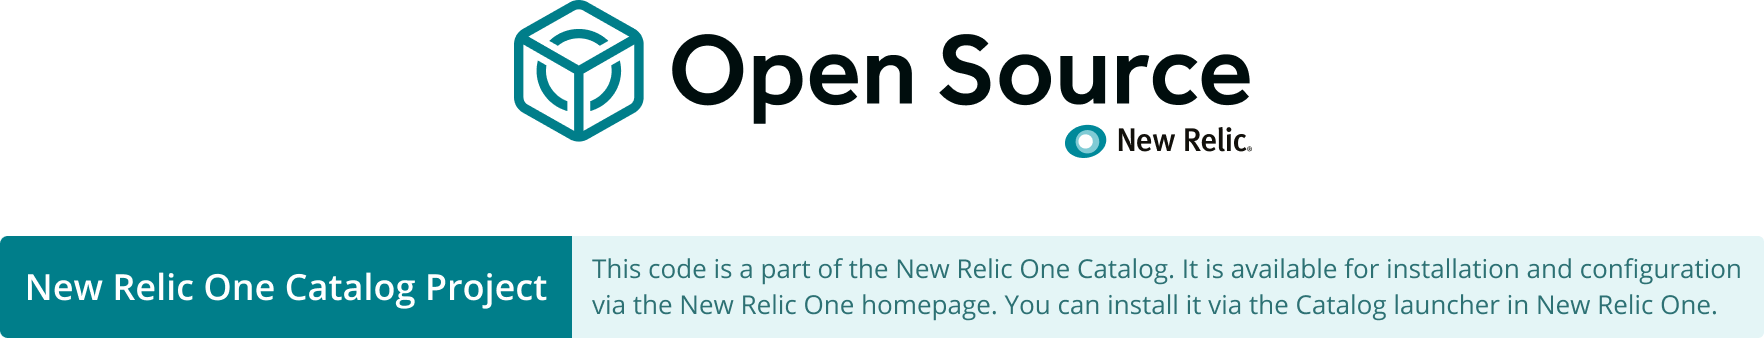 Open Source
New Relic®
New Relic One Catalog Project
This code is a part of the New Relic One Catalog. It is available for installation and configuration
via the New Relic One homepage. You can install it via the Catalog launcher in New Relic One.